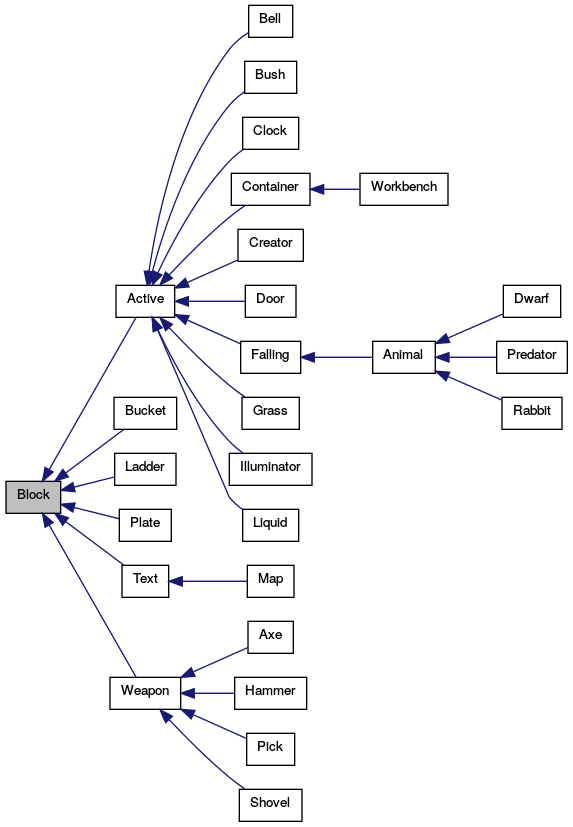 Bell
Bush
Clock
Container
Workbench
Creator
Active
Door
Dwarf
Falling
Animal
Predator
Bucket
Grass
Rabbit
Ladder
Illuminator
Block
Plate
Liquid
Text
Map
Axe
Weapon
Hammer
Pick
Shovel